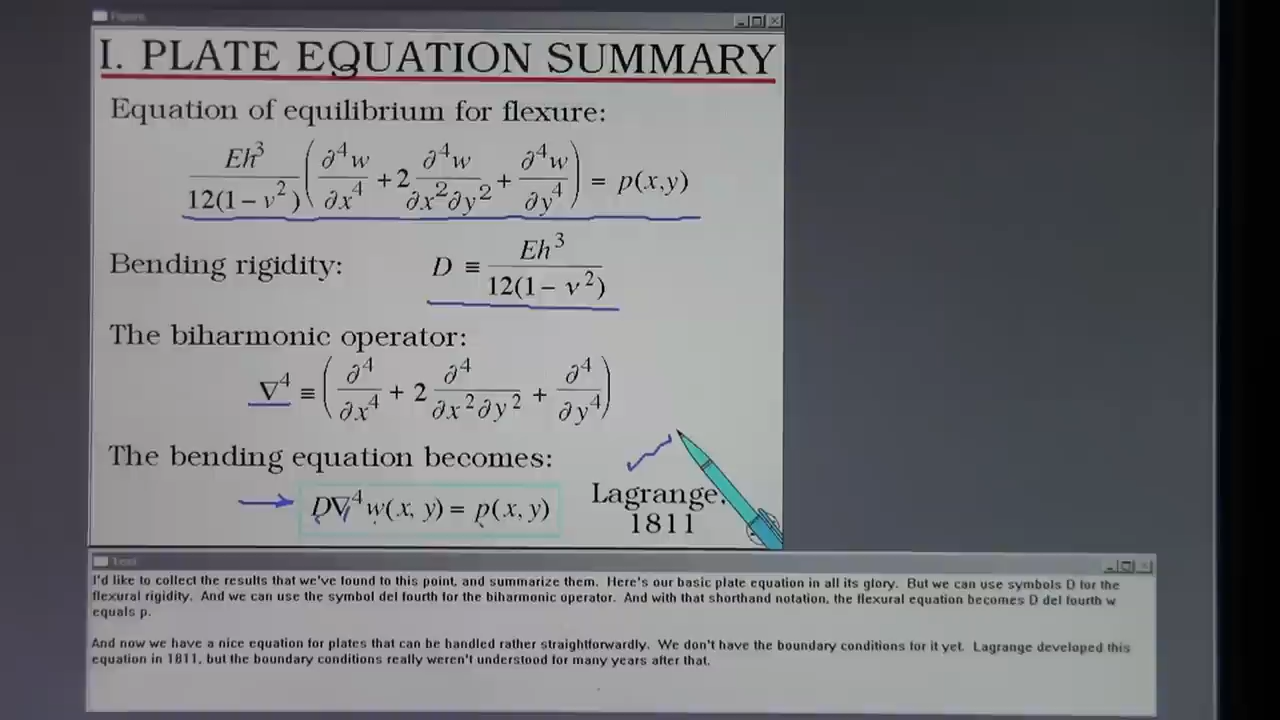 Figure
I. PLATE EQUATION SUMMARY
Equation of equilibrium for flexure:
Eh³/12(1 − ν²) (∂⁴w/∂x⁴ + 2 ∂⁴w/∂x²∂y² + ∂⁴w/∂y⁴) = p(x,y)
Bending rigidity: D ≡ Eh³/12(1 − ν²)
The biharmonic operator:
∇⁴ ≡ (∂⁴/∂x⁴ + 2 ∂⁴/∂x²∂y² + ∂⁴/∂y⁴)
The bending equation becomes:
D∇⁴w(x, y) = p(x, y)
Lagrange,
1811
Text
I'd like to collect the results that we've found to this point, and summarize them. Here's our basic plate equation in all its glory. But we can use symbols D for the
flexural rigidity. And we can use the symbol del fourth for the biharmonic operator. And with that shorthand notation, the flexural equation becomes D del fourth w
equals p.
And now we have a nice equation for plates that can be handled rather straightforwardly. We don't have the boundary conditions for it yet. Lagrange developed this
equation in 1811, but the boundary conditions really weren't understood for many years after that.